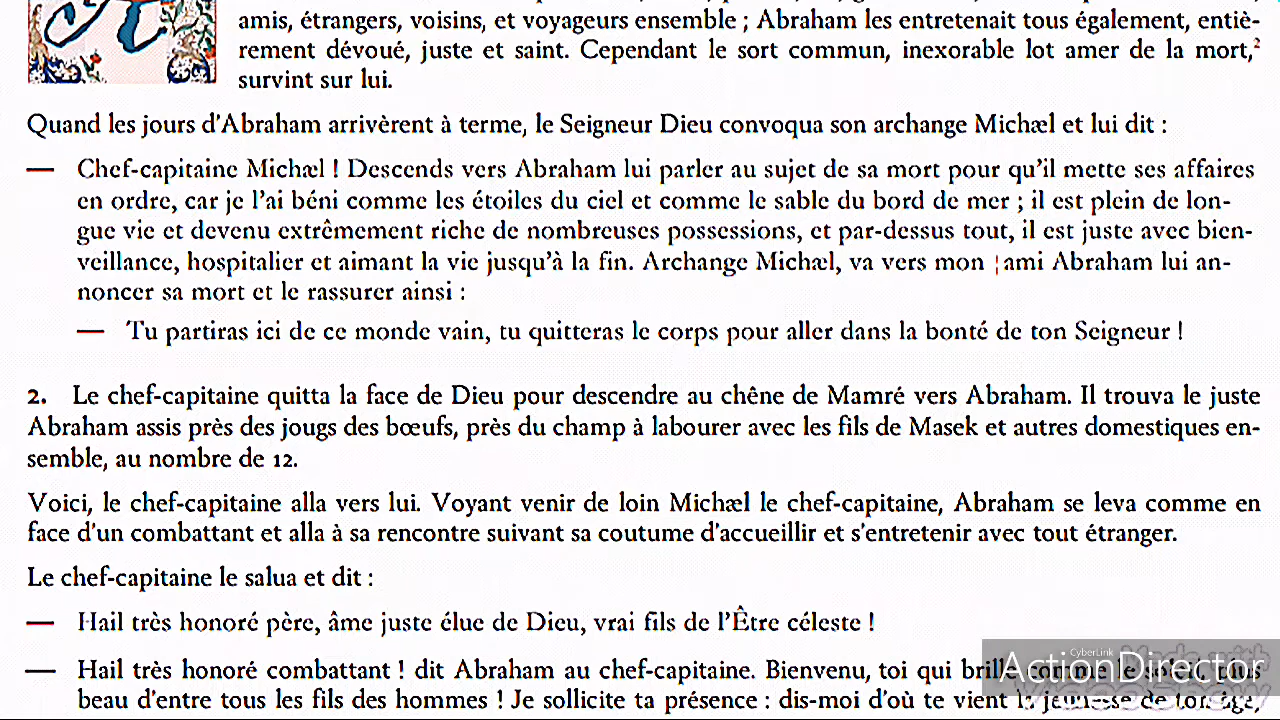 amis, étrangers, voisins, et voyageurs ensemble ; Abraham les entretenait tous également, entiè-
rement dévoué, juste et saint. Cependant le sort commun, inexorable lot amer de la mort,²
survint sur lui.
Quand les jours d'Abraham arrivèrent à terme, le Seigneur Dieu convoqua son archange Michæl et lui dit :
— Chef-capitaine Michæl ! Descends vers Abraham lui parler au sujet de sa mort pour qu'il mette ses affaires
en ordre, car je l'ai béni comme les étoiles du ciel et comme le sable du bord de mer ; il est plein de lon-
gue vie et devenu extrêmement riche de nombreuses possessions, et par-dessus tout, il est juste avec bien-
veillance, hospitalier et aimant la vie jusqu'à la fin. Archange Michæl, va vers mon ¦ami Abraham lui an-
noncer sa mort et le rassurer ainsi :
— Tu partiras ici de ce monde vain, tu quitteras le corps pour aller dans la bonté de ton Seigneur !
2. Le chef-capitaine quitta la face de Dieu pour descendre au chêne de Mamré vers Abraham. Il trouva le juste
Abraham assis près des jougs des bœufs, près du champ à labourer avec les fils de Masek et autres domestiques en-
semble, au nombre de 12.
Voici, le chef-capitaine alla vers lui. Voyant venir de loin Michæl le chef-capitaine, Abraham se leva comme en
face d'un combattant et alla à sa rencontre suivant sa coutume d'accueillir et s'entretenir avec tout étranger.
Le chef-capitaine le salua et dit :
— Hail très honoré père, âme juste élue de Dieu, vrai fils de l'Être céleste !
— Hail très honoré combattant ! dit Abraham au chef-capitaine. Bienvenu, toi qui brille comme le soleil, plus
beau d'entre tous les fils des hommes ! Je sollicite ta présence : dis-moi d'où te vient la jeunesse de ton âge,
CyberLink
ActionDirector